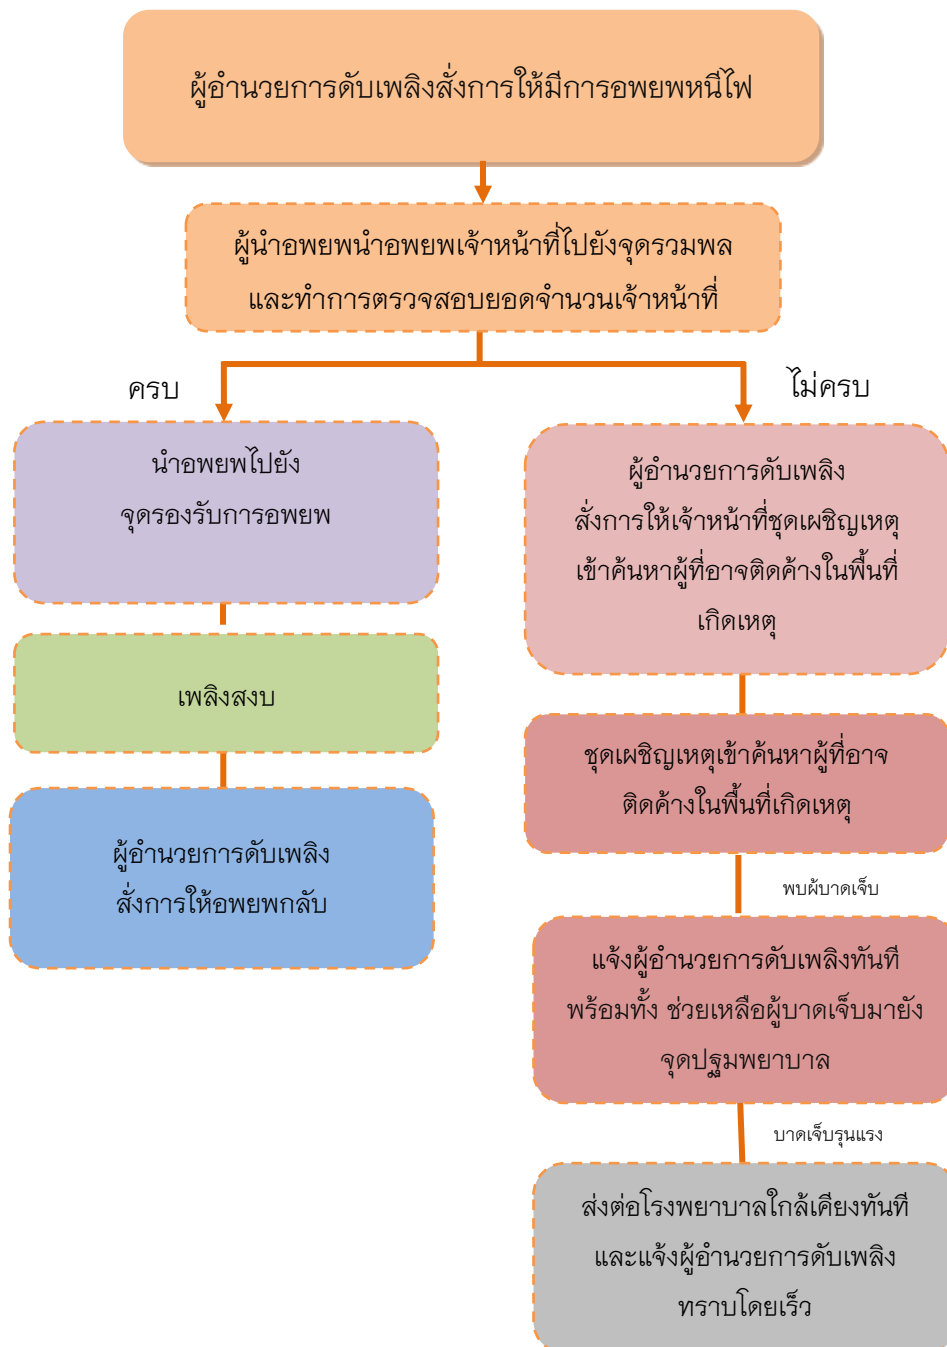 ผู้อำนวยการดับเพลิงสั่งการให้มีการอพยพหนีไฟ
ผู้นำอพยพนำอพยพเจ้าหน้าที่ไปยังจุดรวมพล
และทำการตรวจสอบยอดจำนวนเจ้าหน้าที่
ครบ
ไม่ครบ
นำอพยพไปยัง
จุดรองรับการอพยพ
เพลิงสงบ
ผู้อำนวยการดับเพลิง
สั่งการให้อพยพกลับ
ผู้อำนวยการดับเพลิง
สั่งการให้เจ้าหน้าที่ชุดเผชิญเหตุ
เข้าค้นหาผู้ที่อาจติดค้างในพื้นที่
เกิดเหตุ
ชุดเผชิญเหตุเข้าค้นหาผู้ที่อาจ
ติดค้างในพื้นที่เกิดเหตุ
พบผู้บาดเจ็บ
แจ้งผู้อำนวยการดับเพลิงทันที
พร้อมทั้ง ช่วยเหลือผู้บาดเจ็บมายัง
จุดปฐมพยาบาล
บาดเจ็บรุนแรง
ส่งต่อโรงพยาบาลใกล้เคียงทันที
และแจ้งผู้อำนวยการดับเพลิง
ทราบโดยเร็ว